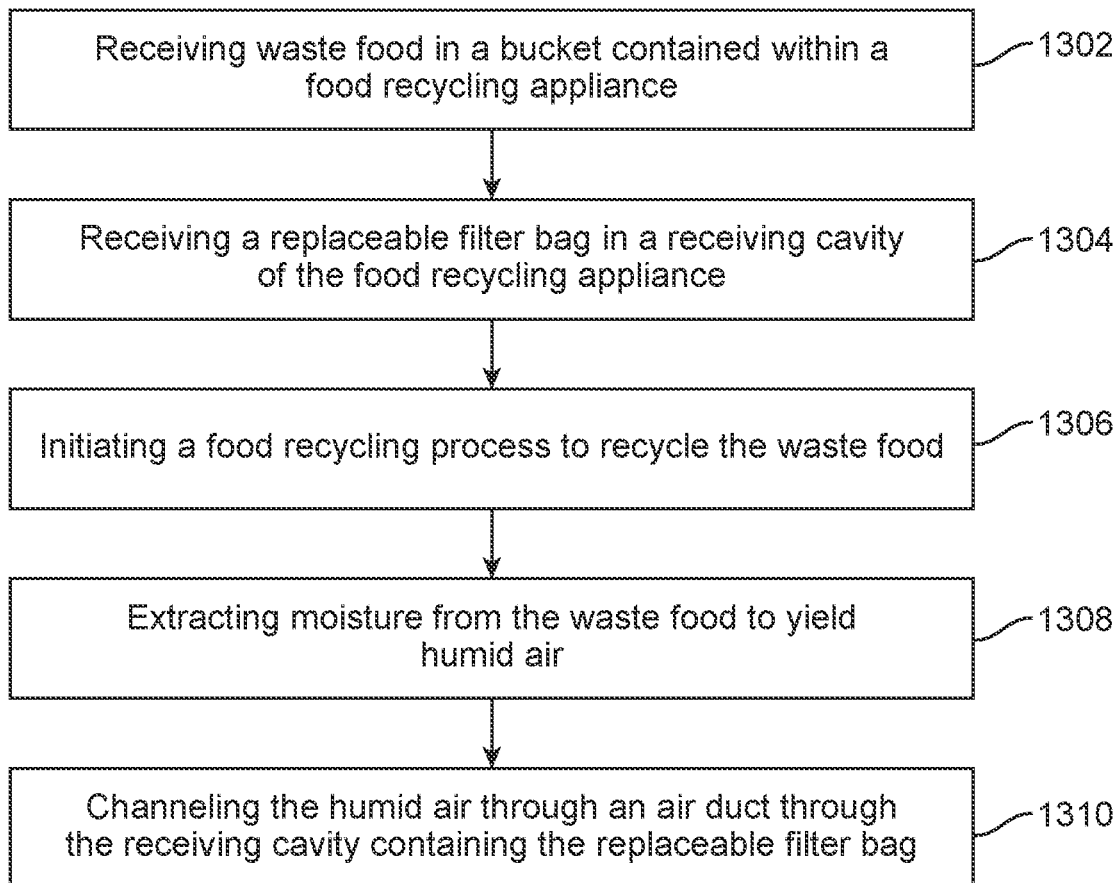 Receiving waste food in a bucket contained within a
food recycling appliance
1302
Receiving a replaceable filter bag in a receiving cavity
of the food recycling appliance
1304
Initiating a food recycling process to recycle the waste food
1306
Extracting moisture from the waste food to yield
humid air
1308
Channeling the humid air through an air duct through
the receiving cavity containing the replaceable filter bag
1310